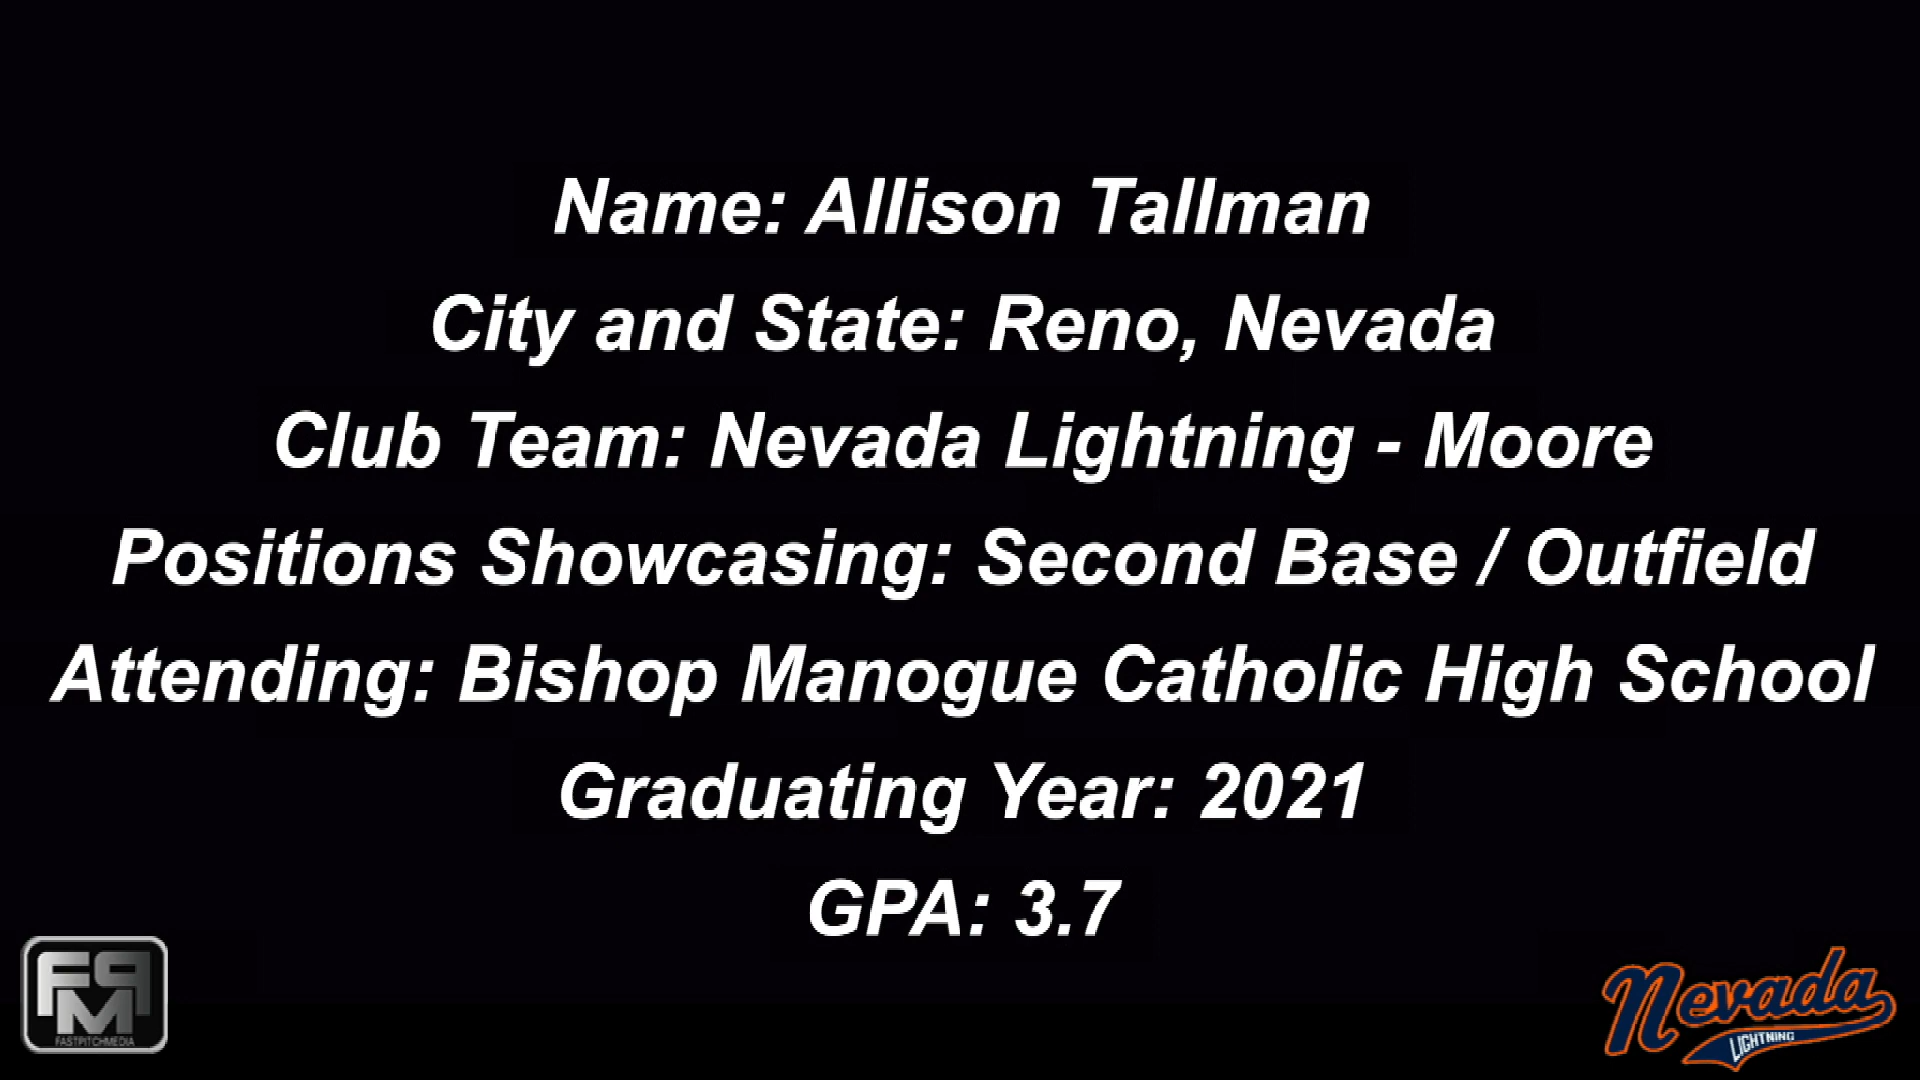 Name: Allison Tallman
City and State: Reno, Nevada
Club Team: Nevada Lightning - Moore
Positions Showcasing: Second Base / Outfield
Attending: Bishop Manogue Catholic High School
Graduating Year: 2021
GPA: 3.7
FPM
FASTPITCHMEDIA
Nevada
LIGHTNING